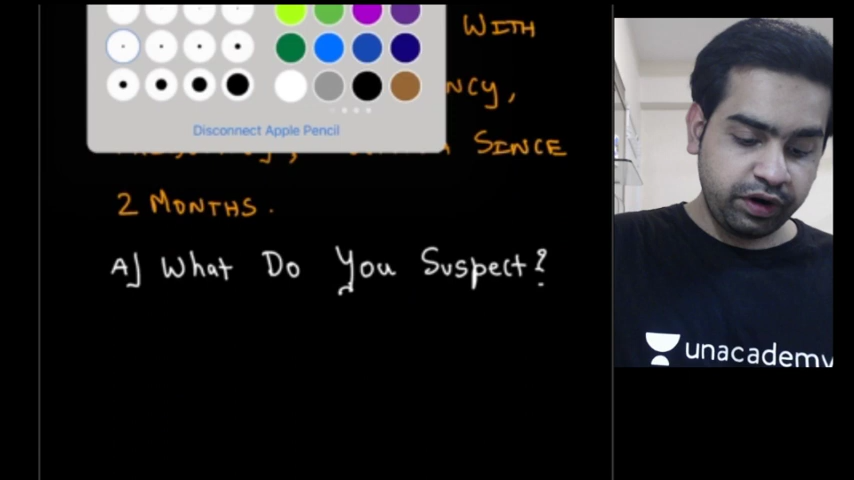 WITH
NCY,
Disconnect Apple Pencil
SINCE
2 MONTHS.
A] What Do You Suspect?
unacademy